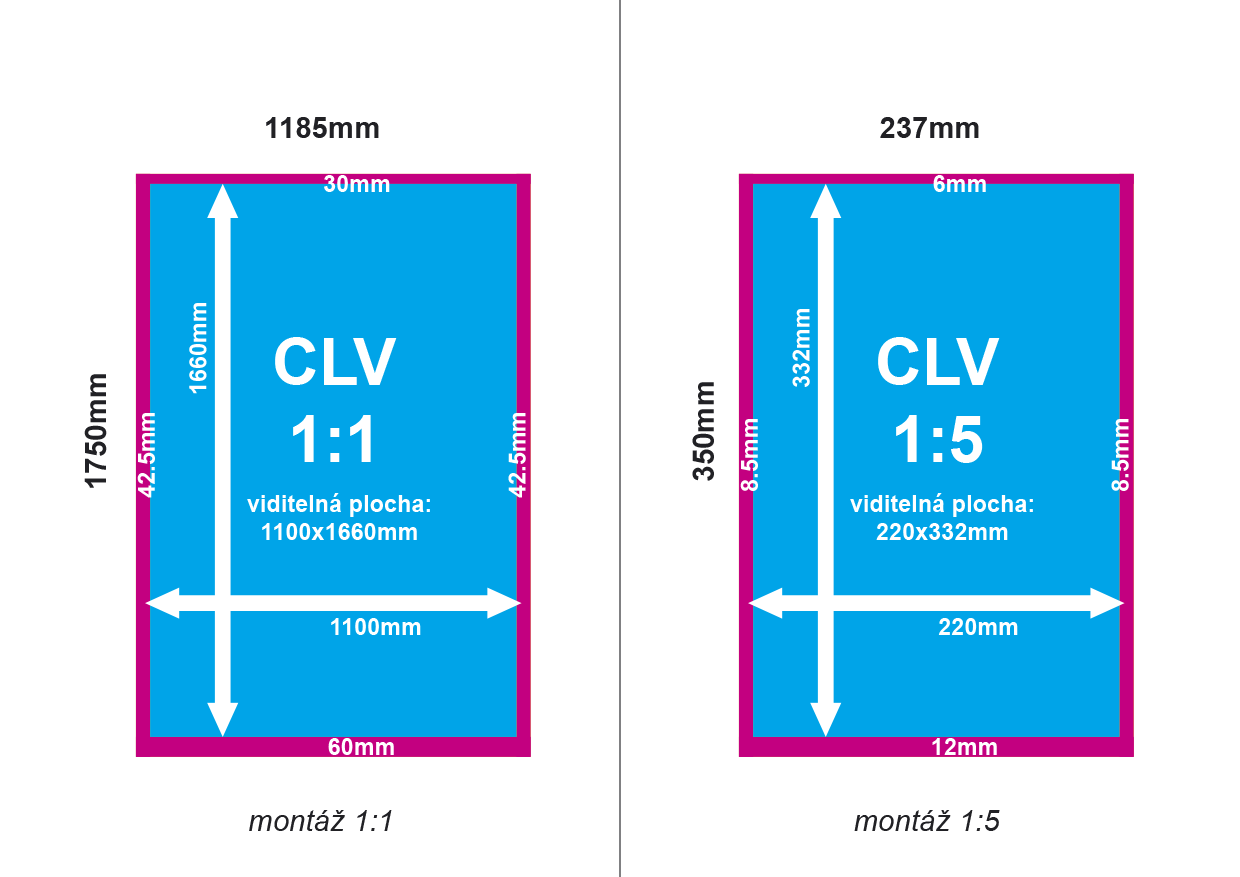 1185mm
30mm
1660mm
CLV
1:1
1750mm
42.5mm
42.5mm
viditelná plocha:
1100x1660mm
1100mm
60mm
montáž 1:1
237mm
6mm
332mm
CLV
1:5
350mm
8.5mm
8.5mm
viditelná plocha:
220x332mm
220mm
12mm
montáž 1:5